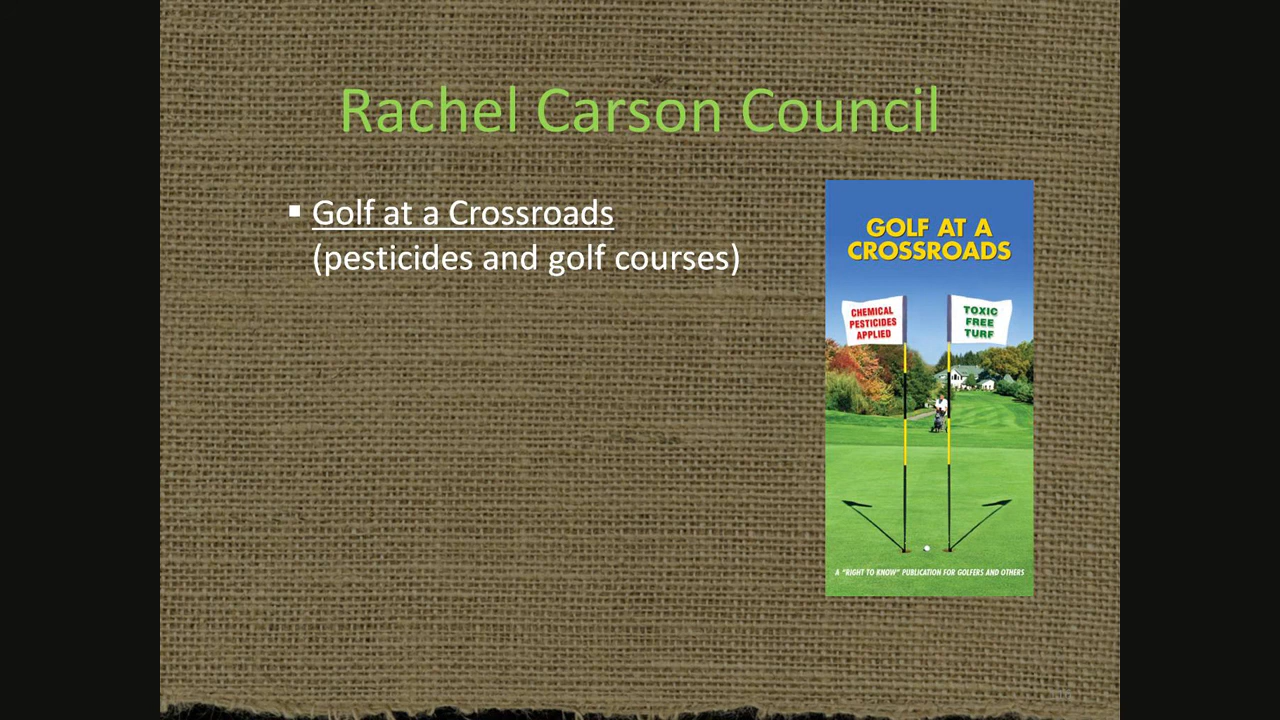 Rachel Carson Council
▪ Golf at a Crossroads
(pesticides and golf courses)
GOLF AT A
CROSSROADS
CHEMICAL
PESTICIDES
APPLIED
TOXIC
FREE
TURF
A "RIGHT TO KNOW" PUBLICATION FOR GOLFERS AND OTHERS